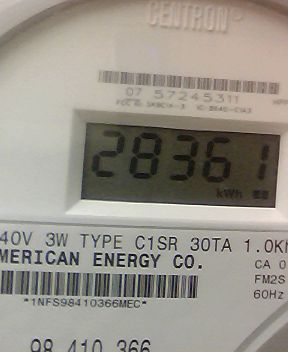 CENTRON®
07 57245311
28361
kWh
40V 3W TYPE C1SR 30TA 1.0K
MERICAN ENERGY CO.
CA 0
FM2S
60Hz
*1NFS98410366MEC*
98 410 366